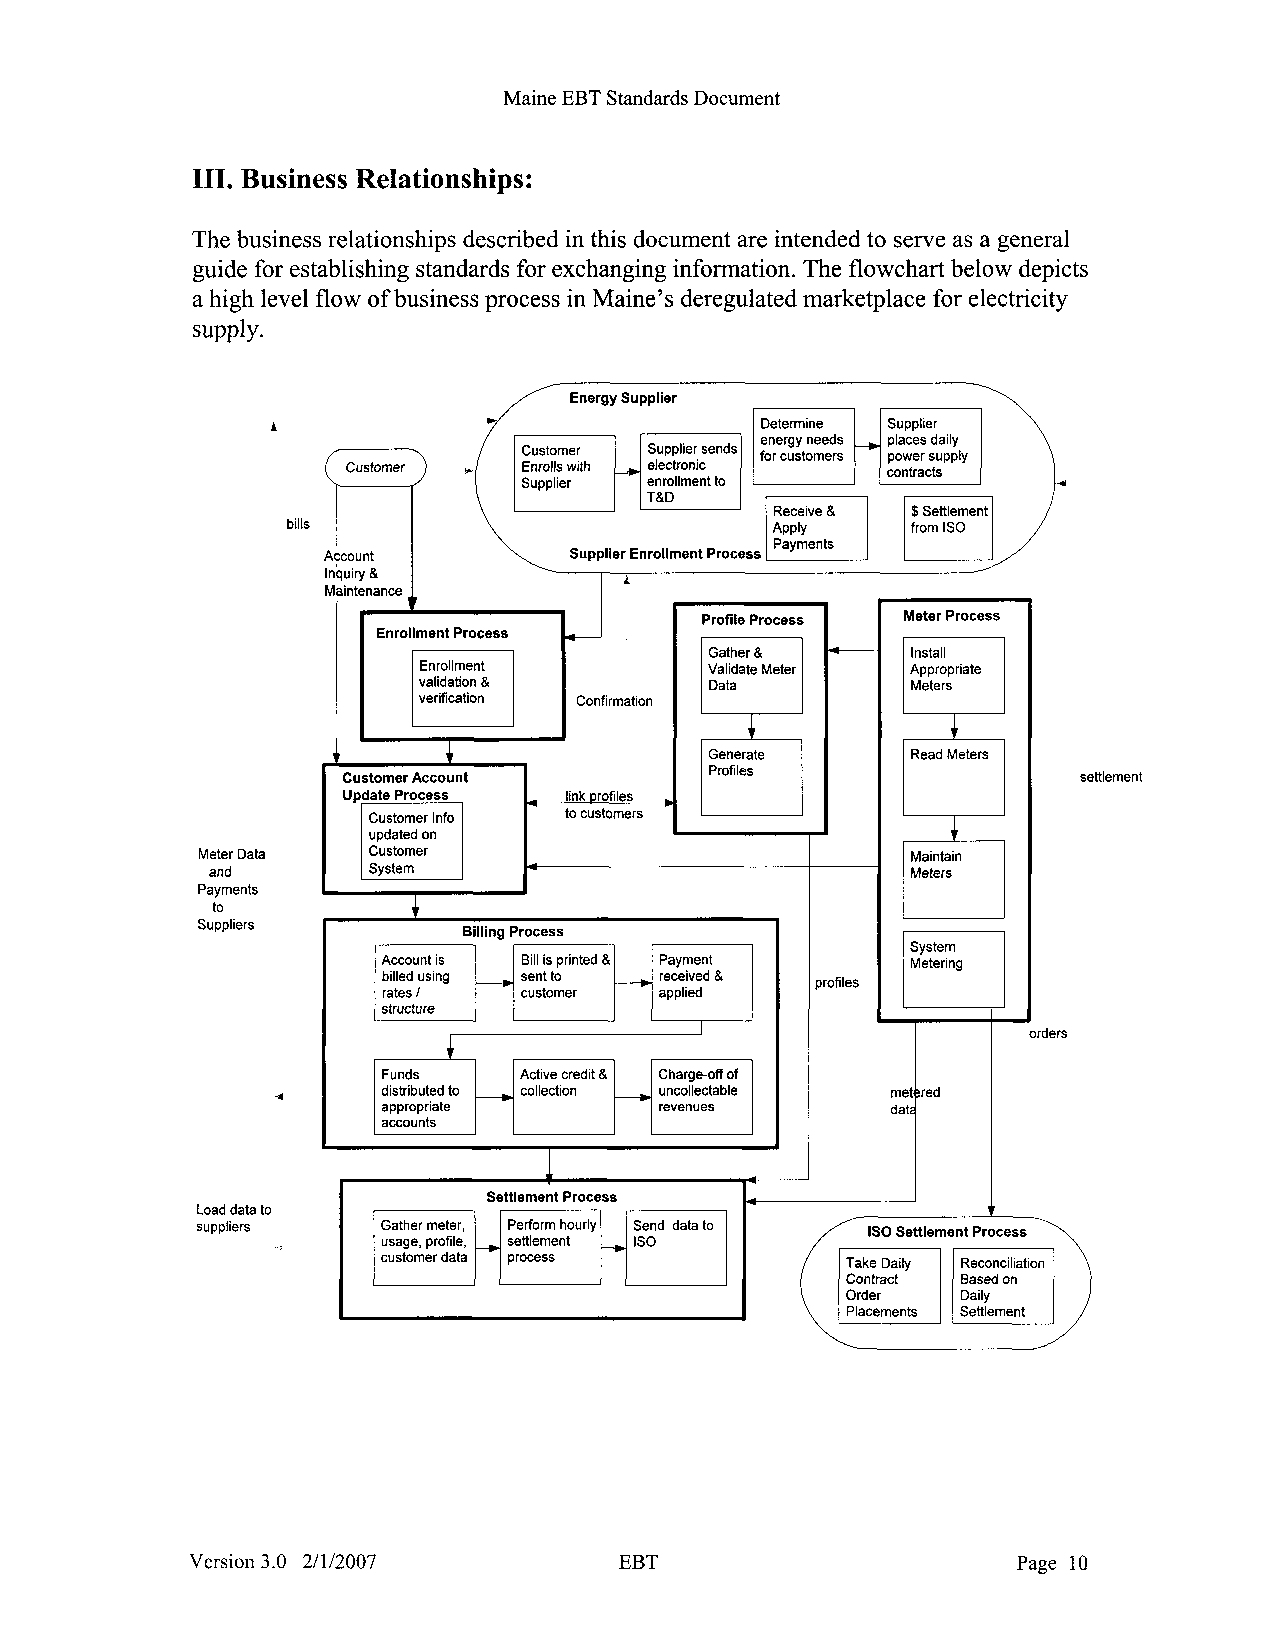 Maine EBT Standards Document
III. Business Relationships:
The business relationships described in this document are intended to serve as a general
guide for establishing standards for exchanging information. The flowchart below depicts
a high level flow of business process in Maine's deregulated marketplace for electricity
supply.
Energy Supplier
Customer
Customer
Enrolls with
Supplier
Supplier sends
electronic
enrollment to
T&D
Determine
energy needs
for customers
Supplier
places daily
power supply
contracts
Receive &
Apply
Payments
$ Settlement
from ISO
Supplier Enrollment Process
bills
Account
Inquiry &
Maintenance
Enrollment Process
Enrollment
validation &
verification
Confirmation
Profile Process
Gather &
Validate Meter
Data
Generate
Profiles
Meter Process
Install
Appropriate
Meters
Read Meters
Maintain
Meters
System
Metering
settlement
Customer Account
Update Process
Customer Info
updated on
Customer
System
link profiles
to customers
Meter Data
and
Payments
to
Suppliers
Billing Process
Account is
billed using
rates /
structure
Bill is printed &
sent to
customer
Payment
received &
applied
Funds
distributed to
appropriate
accounts
Active credit &
collection
Charge-off of
uncollectable
revenues
profiles
orders
metered
data
Load data to
suppliers
Settlement Process
Gather meter,
usage, profile,
customer data
Perform hourly
settlement
process
Send data to
ISO
ISO Settlement Process
Take Daily
Contract
Order
Placements
Reconciliation
Based on
Daily
Settlement
Version 3.0 2/1/2007 EBT Page 10